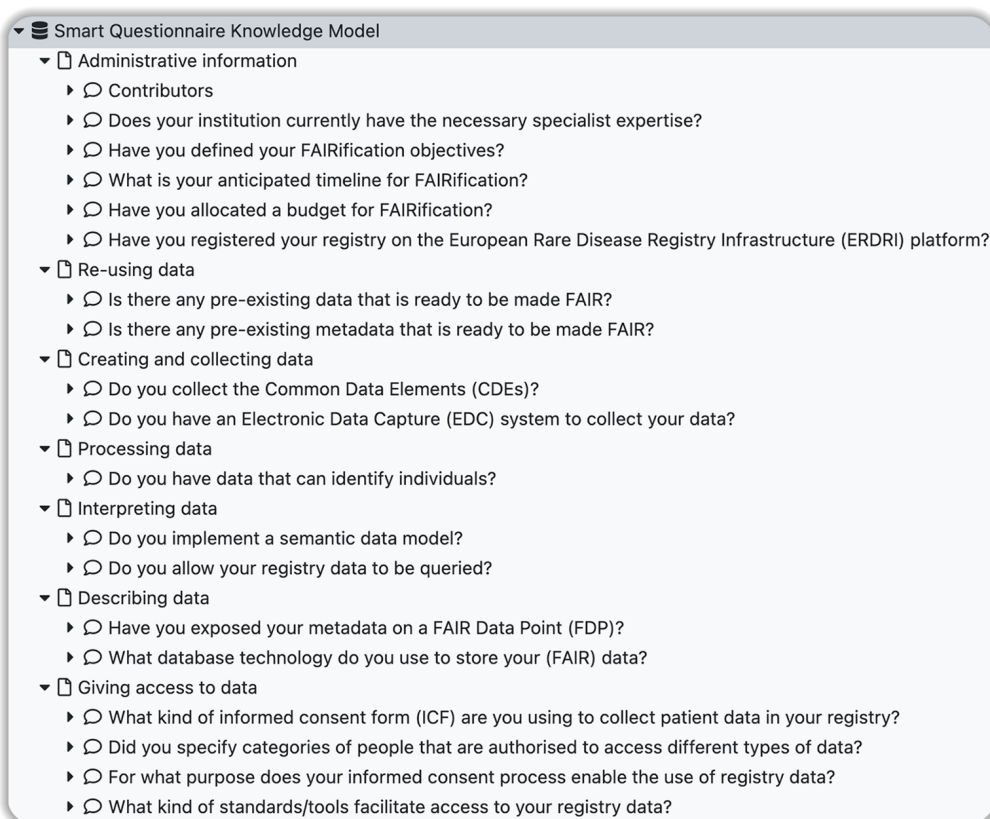 Smart Questionnaire Knowledge Model
Administrative information
Contributors
Does your institution currently have the necessary specialist expertise?
Have you defined your FAIRification objectives?
What is your anticipated timeline for FAIRification?
Have you allocated a budget for FAIRification?
Have you registered your registry on the European Rare Disease Registry Infrastructure (ERDRI) platform?
Re-using data
Is there any pre-existing data that is ready to be made FAIR?
Is there any pre-existing metadata that is ready to be made FAIR?
Creating and collecting data
Do you collect the Common Data Elements (CDEs)?
Do you have an Electronic Data Capture (EDC) system to collect your data?
Processing data
Do you have data that can identify individuals?
Interpreting data
Do you implement a semantic data model?
Do you allow your registry data to be queried?
Describing data
Have you exposed your metadata on a FAIR Data Point (FDP)?
What database technology do you use to store your (FAIR) data?
Giving access to data
What kind of informed consent form (ICF) are you using to collect patient data in your registry?
Did you specify categories of people that are authorised to access different types of data?
For what purpose does your informed consent process enable the use of registry data?
What kind of standards/tools facilitate access to your registry data?